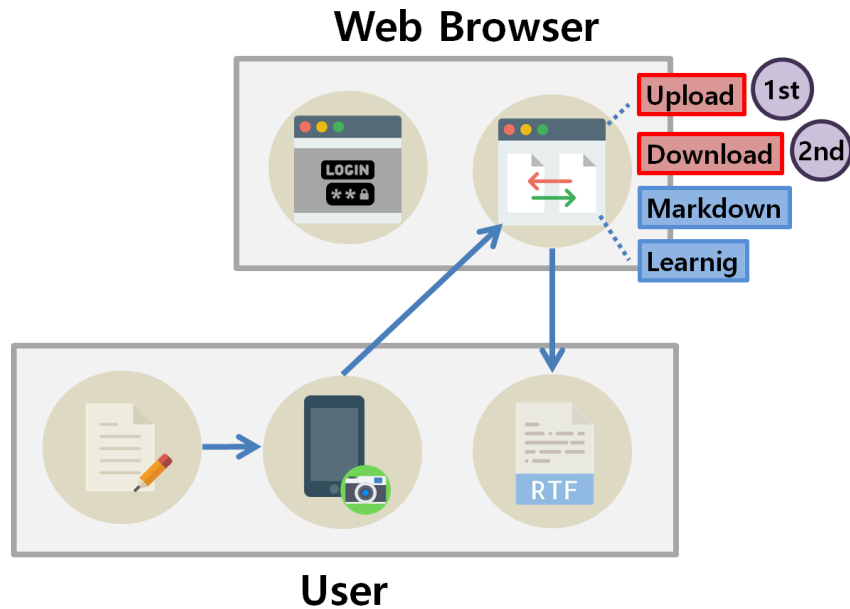 Web Browser
Upload
1st
Download
2nd
Markdown
Learnig
LOGIN
**
RTF
User